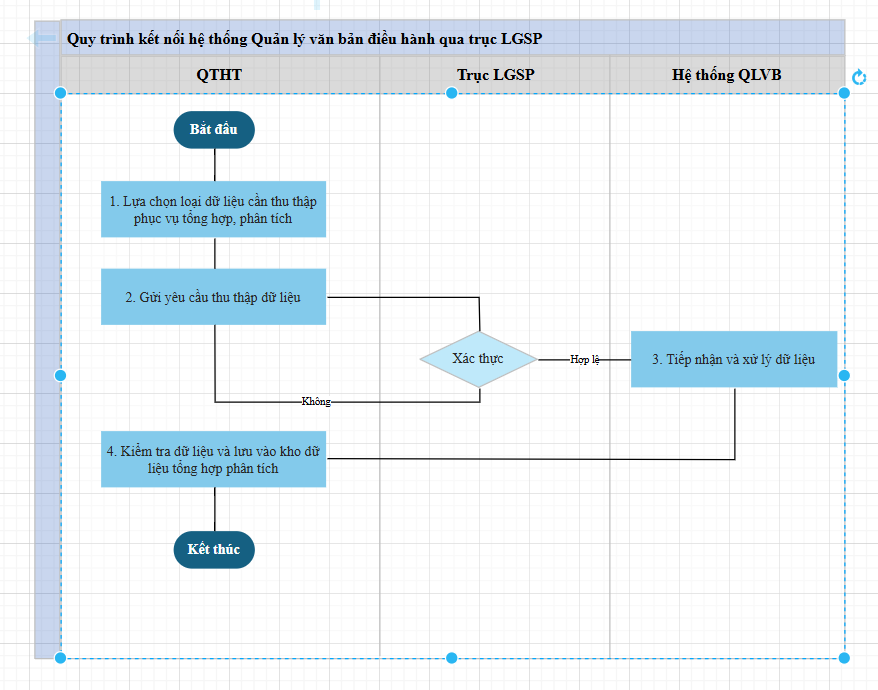 Quy trình kết nối hệ thống Quản lý văn bản điều hành qua trục LGSP
QTHT
Trục LGSP
Hệ thống QLVB
Bắt đầu
1. Lựa chọn loại dữ liệu cần thu thập
phục vụ tổng hợp, phân tích
2. Gửi yêu cầu thu thập dữ liệu
Xác thực
Hợp lệ
3. Tiếp nhận và xử lý dữ liệu
Không
4. Kiểm tra dữ liệu và lưu vào kho dữ
liệu tổng hợp phân tích
Kết thúc